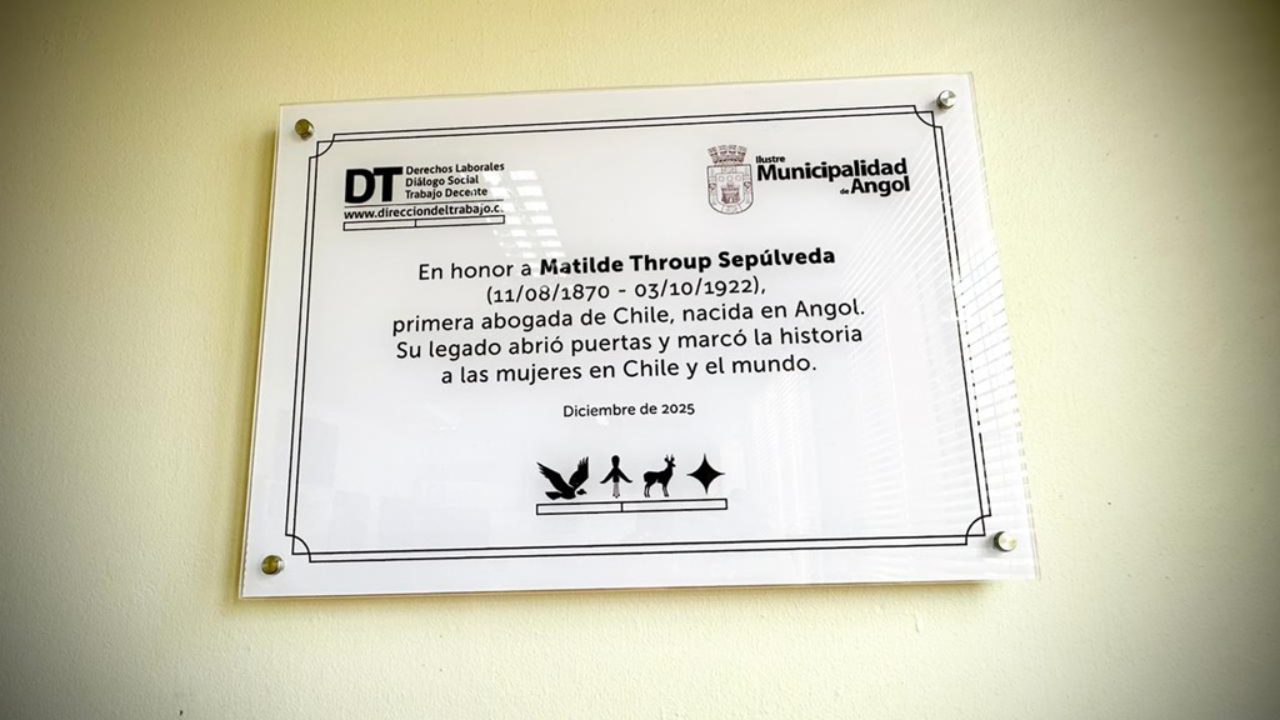 DT
Derechos Laborales
Diálogo Social
Trabajo Decente
www.direcciondeltrabajo.c
Ilustre
Municipalidad
de Angol
En honor a Matilde Throup Sepúlveda
(11/08/1870 - 03/10/1922),
primera abogada de Chile, nacida en Angol.
Su legado abrió puertas y marcó la historia
a las mujeres en Chile y el mundo.
Diciembre de 2025